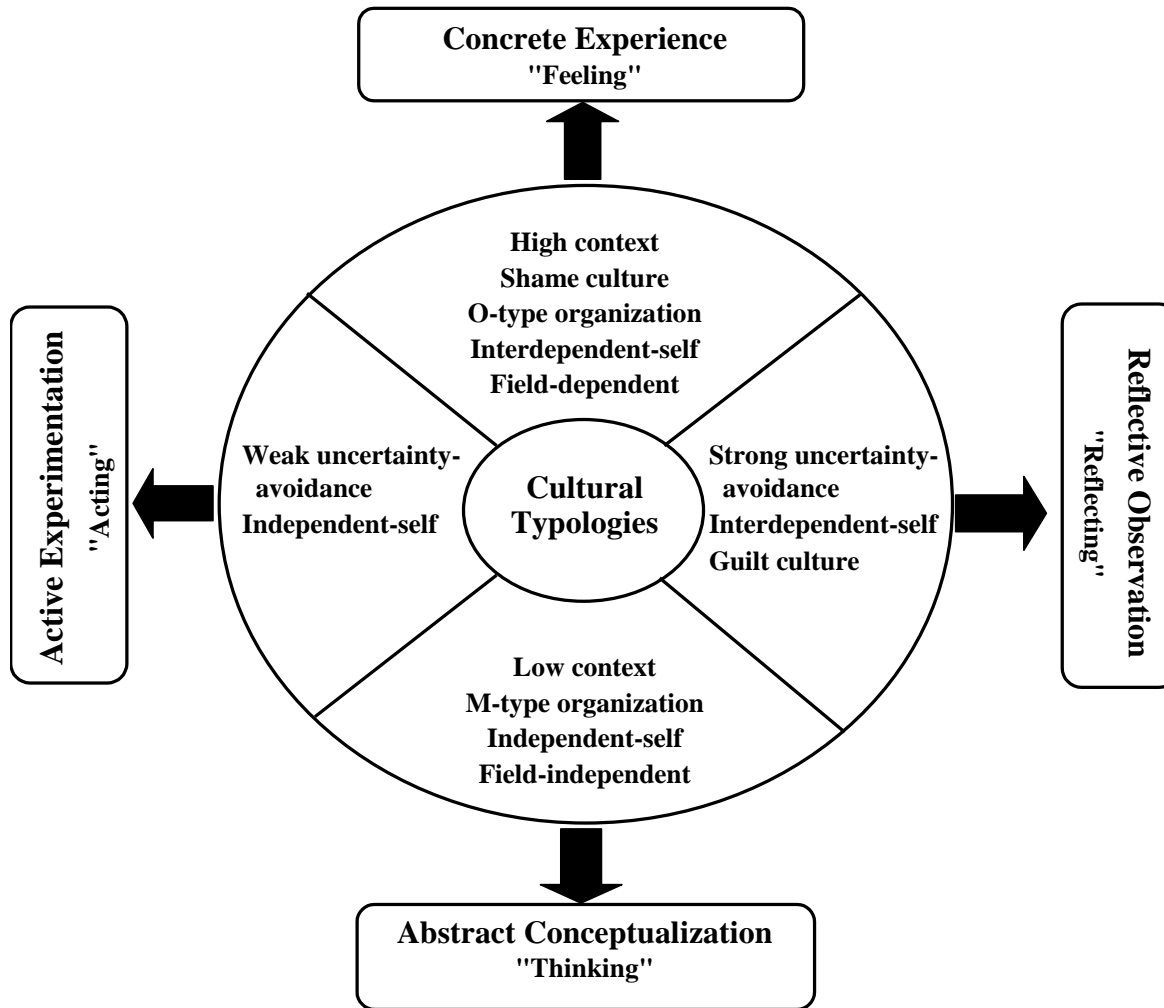 Concrete Experience
"Feeling"
High context
Shame culture
O-type organization
Interdependent-self
Field-dependent
Active Experimentation
"Acting"
Weak uncertainty-
avoidance
Independent-self
Cultural
Typologies
Strong uncertainty-
avoidance
Interdependent-self
Guilt culture
Reflective Observation
"Reflecting"
Low context
M-type organization
Independent-self
Field-independent
Abstract Conceptualization
"Thinking"